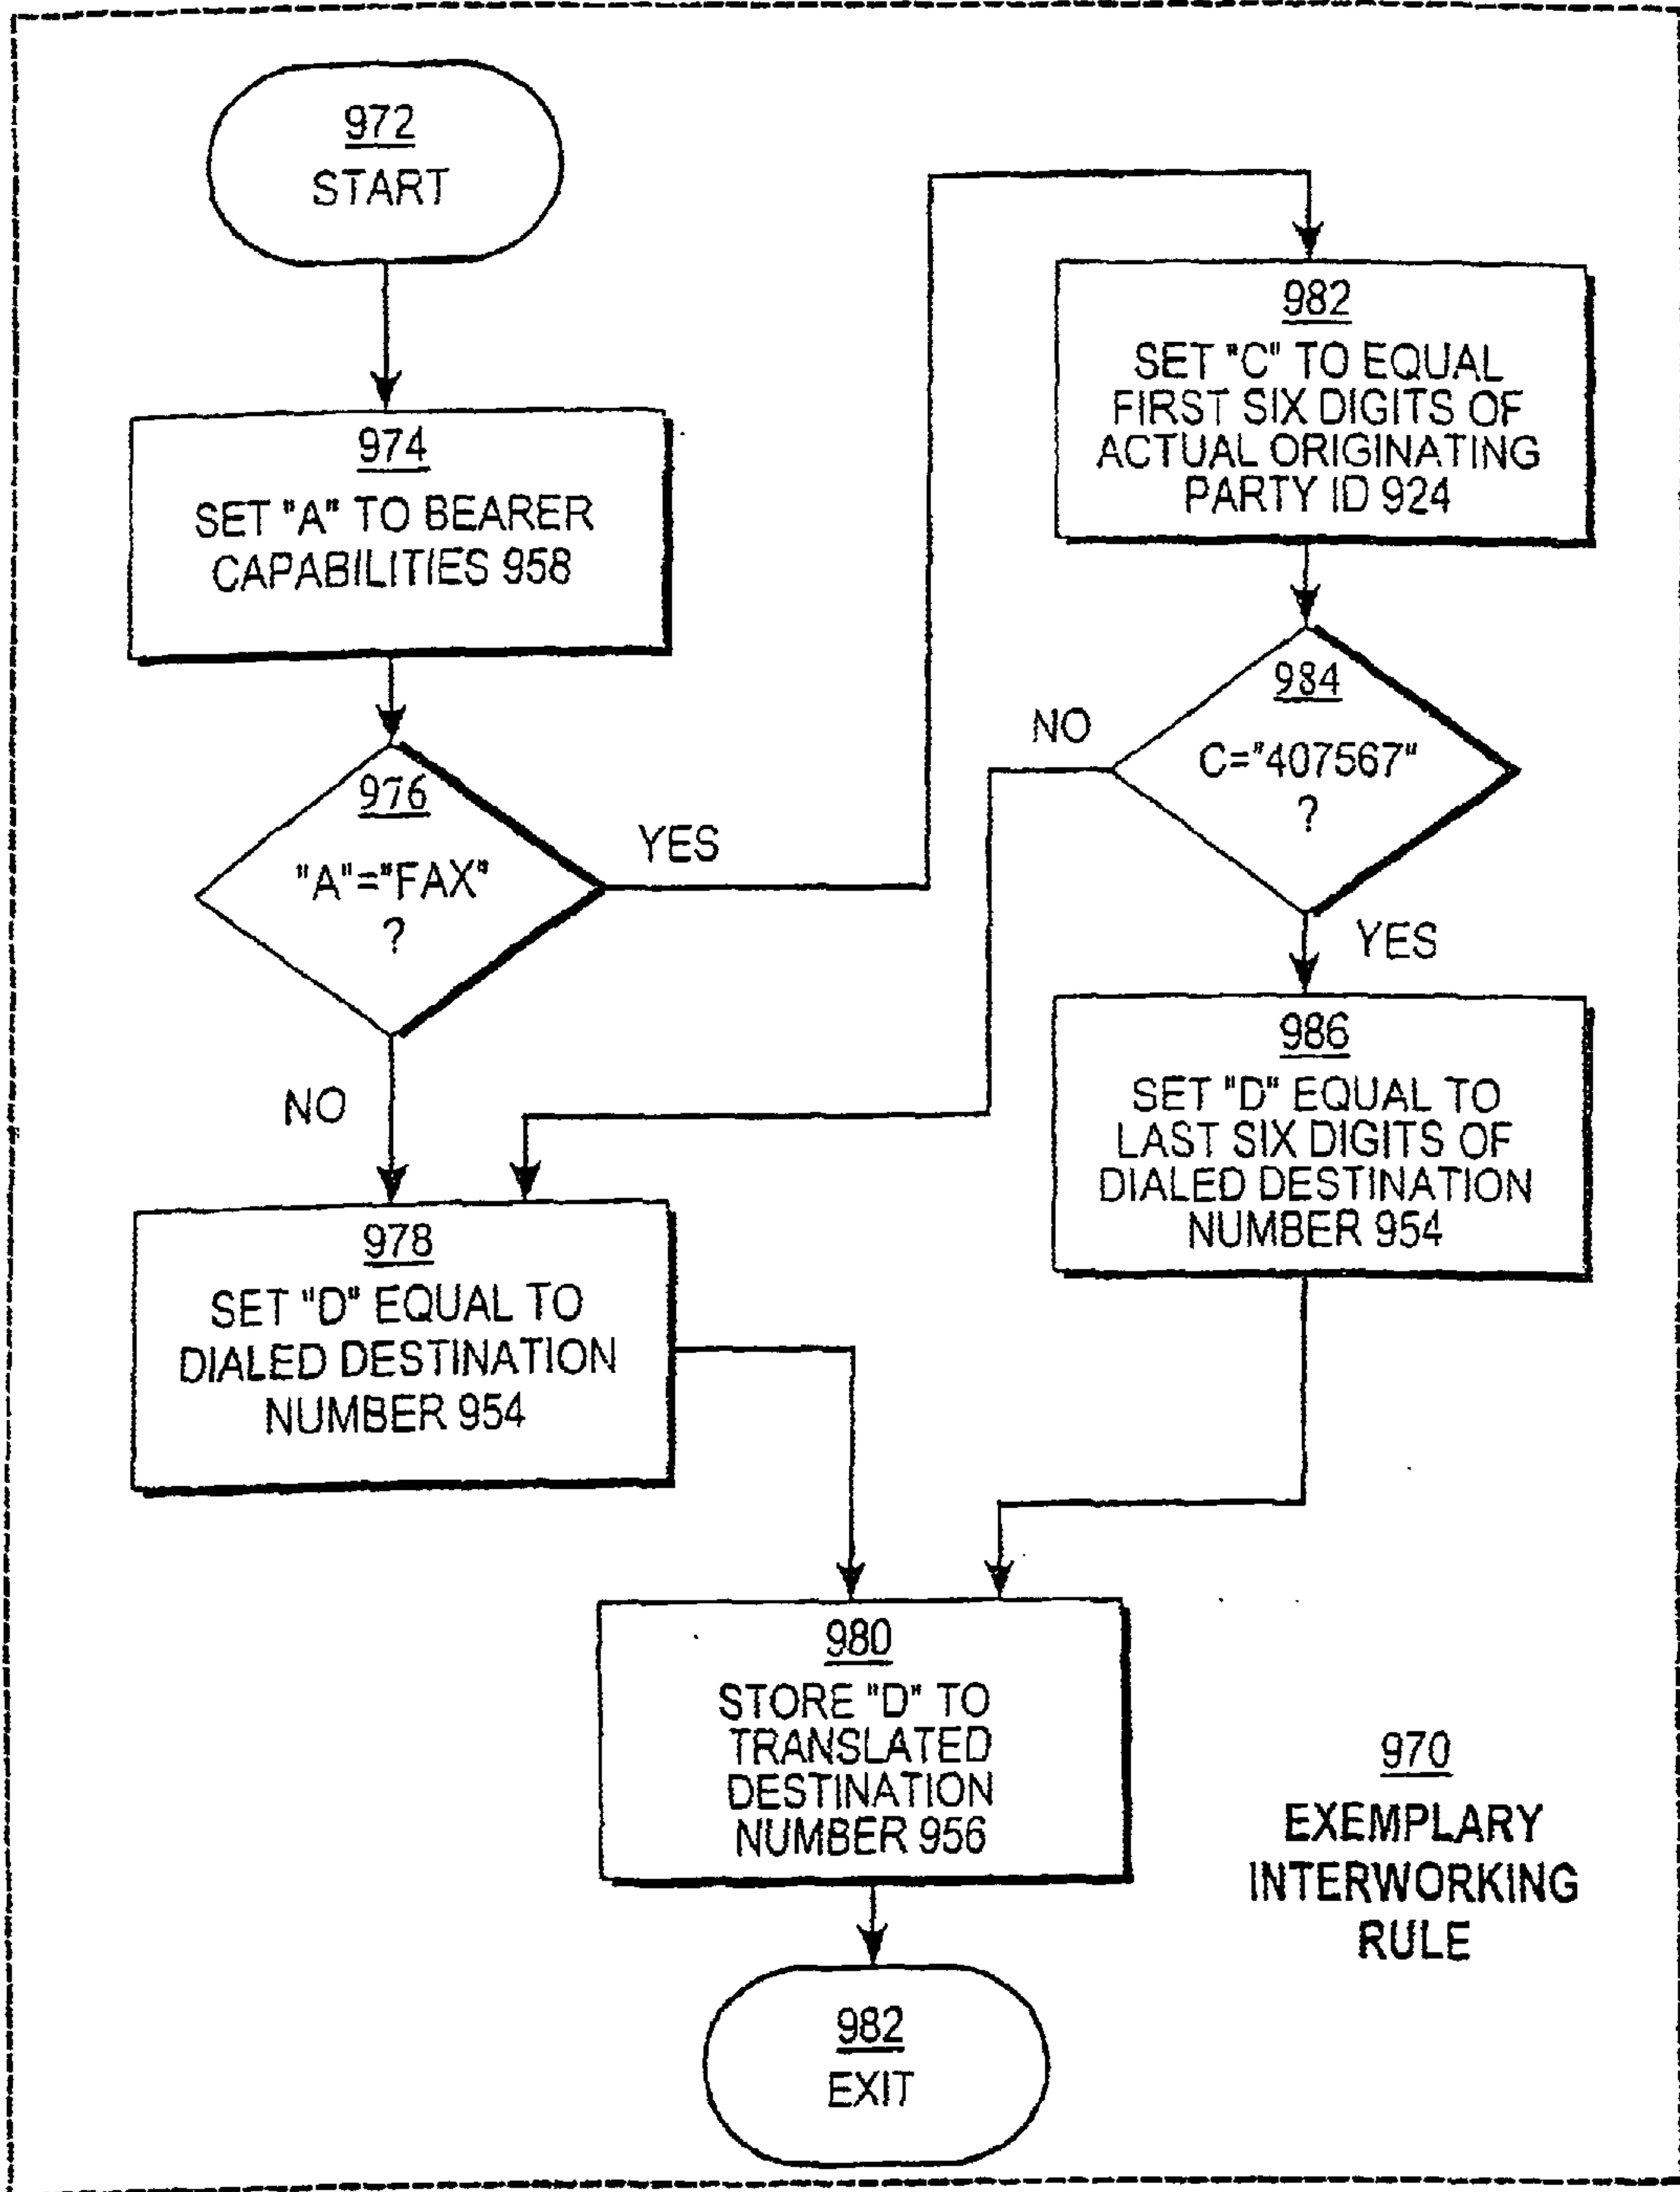 972
START
974
SET "A" TO BEARER
CAPABILITIES 958
976
"A"="FAX"
?
YES
NO
982
SET "C" TO EQUAL
FIRST SIX DIGITS OF
ACTUAL ORIGINATING
PARTY ID 924
984
C="407567"
?
NO
YES
986
SET "D" EQUAL TO
LAST SIX DIGITS OF
DIALED DESTINATION
NUMBER 954
978
SET "D" EQUAL TO
DIALED DESTINATION
NUMBER 954
980
STORE "D" TO
TRANSLATED
DESTINATION
NUMBER 956
982
EXIT
970
EXEMPLARY
INTERWORKING
RULE